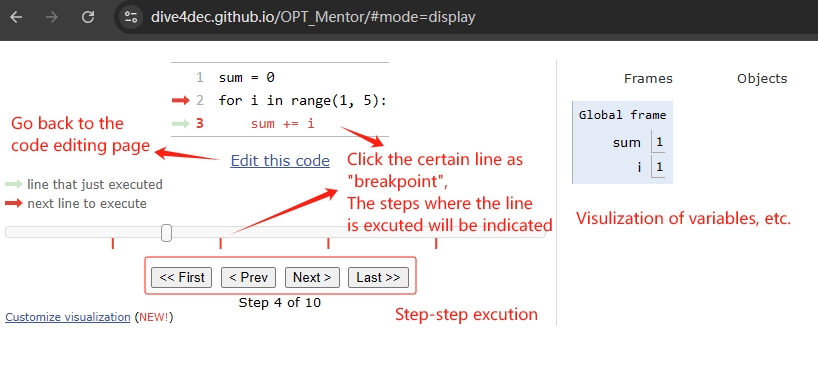 dive4dec.github.io/OPT_Mentor/#mode=display
1 sum = 0
2 for i in range(1, 5):
3 sum += i
Go back to the
code editing page
Edit this code
line that just executed
next line to execute
Click the certain line as
"breakpoint",
The steps where the line
is excuted will be indicated
<< First
< Prev
Next >
Last >>
Step 4 of 10
Customize visualization (NEW!)
Step-step excution
Frames
Objects
Global frame
sum 1
i 1
Visulization of variables, etc.